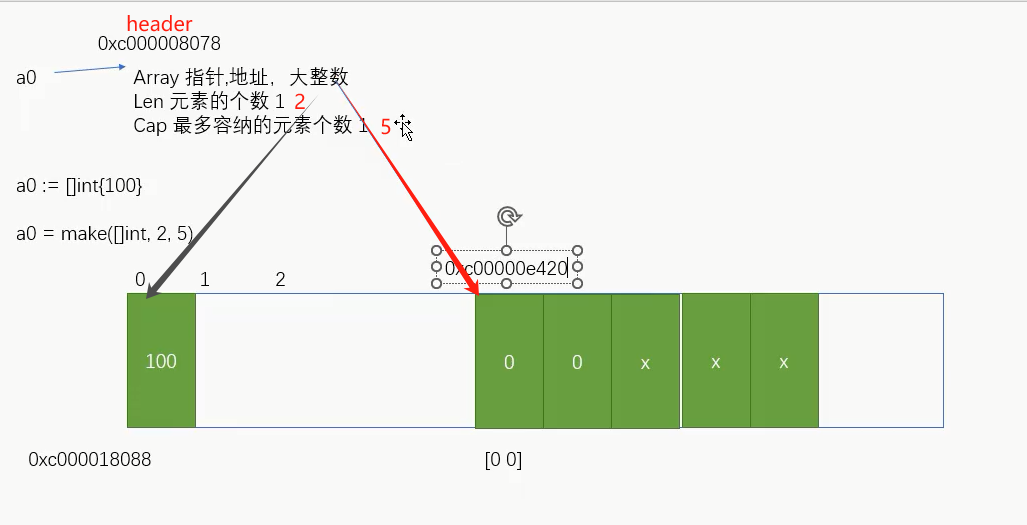 header
0xc000008078
a0
Array 指针,地址，大整数
Len 元素的个数 1 2
Cap 最多容纳的元素个数 1 5
a0 := []int{100}
a0 = make([]int, 2, 5)
0xc00000e420
0 1 2
100 0 0 x x x
0xc000018088 [0 0]